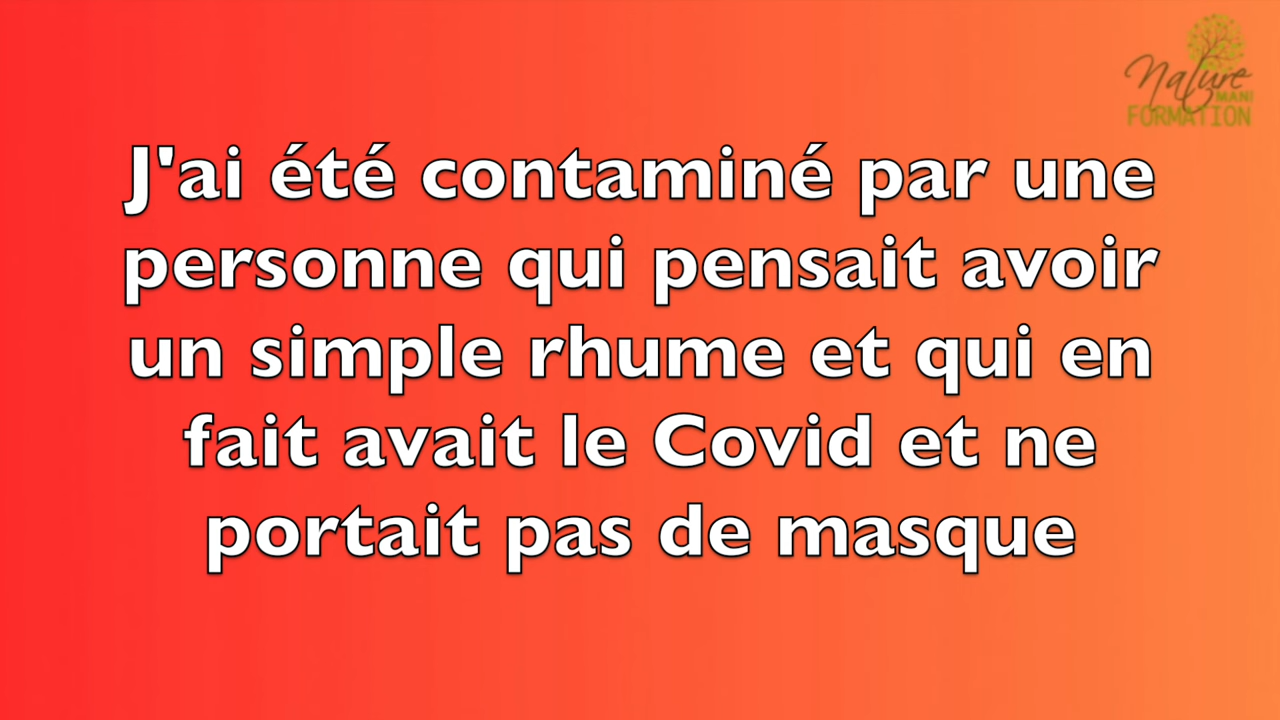 Nature
MANI
FORMATION
J'ai été contaminé par une
personne qui pensait avoir
un simple rhume et qui en
fait avait le Covid et ne
portait pas de masque